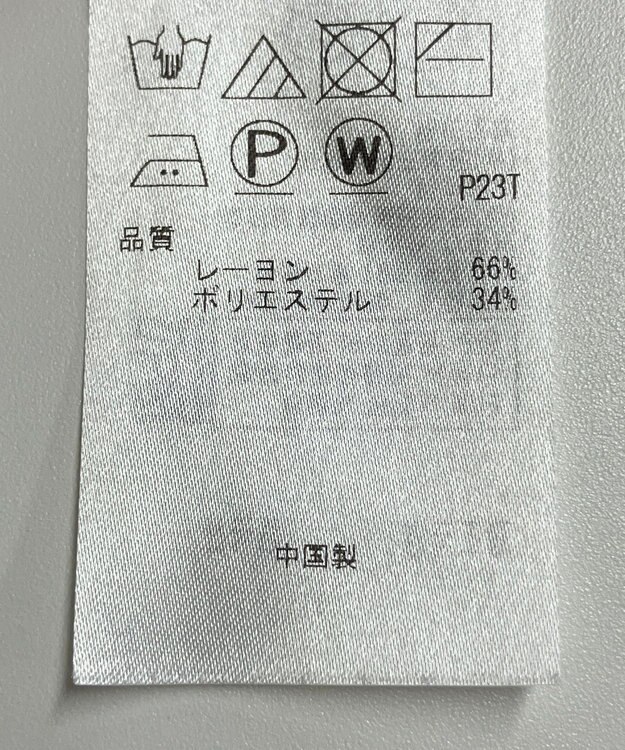 P W
P23T
品質
レーヨン 66%
ポリエステル 34%
中国製